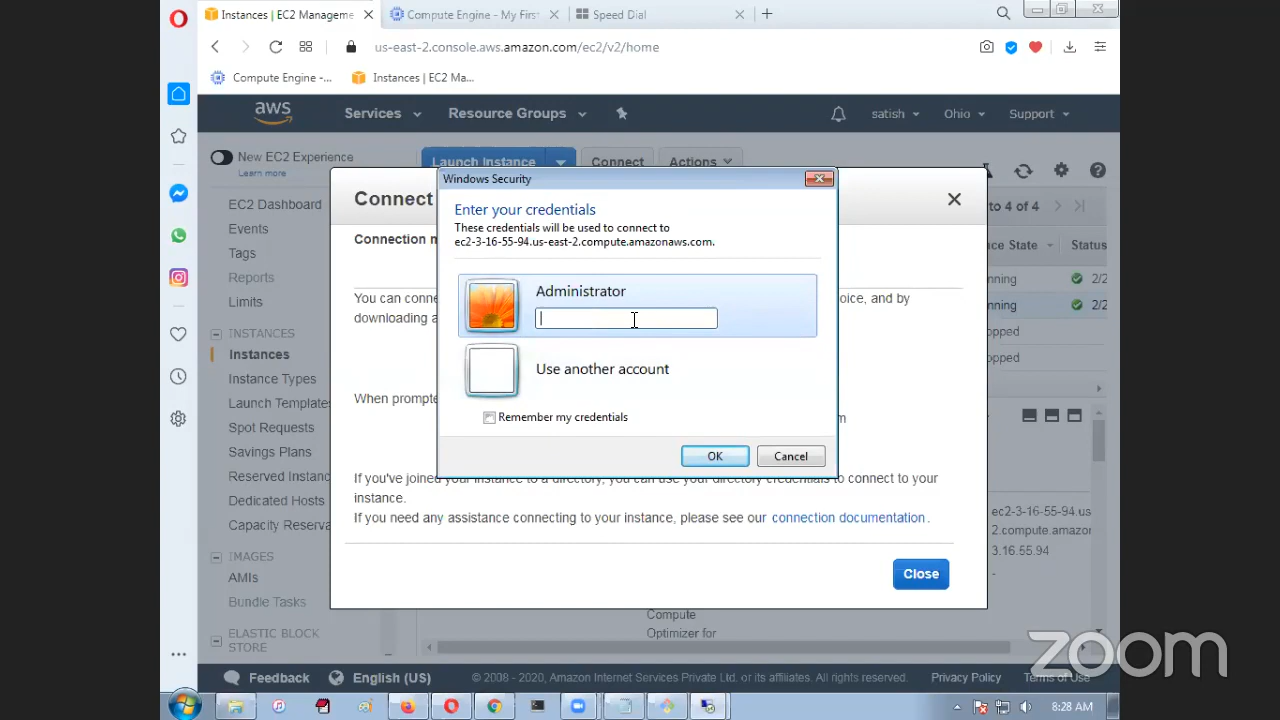 Instances | EC2 Manageme
Compute Engine - My First
Speed Dial
us-east-2.console.aws.amazon.com/ec2/v2/home
Compute Engine -...
Instances | EC2 Ma...
aws
Services
Resource Groups
satish
Ohio
Support
New EC2 Experience
Learn more
Launch Instance
Connect
Actions
EC2 Dashboard
Events
Tags
Reports
Limits
INSTANCES
Instances
Instance Types
Launch Templates
Spot Requests
Savings Plans
Reserved Instanc
Dedicated Hosts
Capacity Reserva
IMAGES
AMIs
Bundle Tasks
ELASTIC BLOCK
STORE
to 4 of 4
ce State
Status
nning
2/2
nning
2/2
opped
opped
ec2-3-16-55-94.us
2.compute.amazon
3.16.55.94
-
Connect
Connection m
You can conne
oice, and by
downloading a
When prompte
m
If you've joined your instance to a directory, you can use your directory credentials to connect to your
instance.
If you need any assistance connecting to your instance, please see our connection documentation.
Close
Windows Security
Enter your credentials
These credentials will be used to connect to
ec2-3-16-55-94.us-east-2.compute.amazonaws.com.
Administrator
Use another account
Remember my credentials
OK
Cancel
Compute
Optimizer for
Feedback
English (US)
© 2008 - 2020, Amazon Internet Services Private Ltd. or its affiliates. All rights reserved.
Privacy Policy
Terms of Use
zoom
8:28 AM